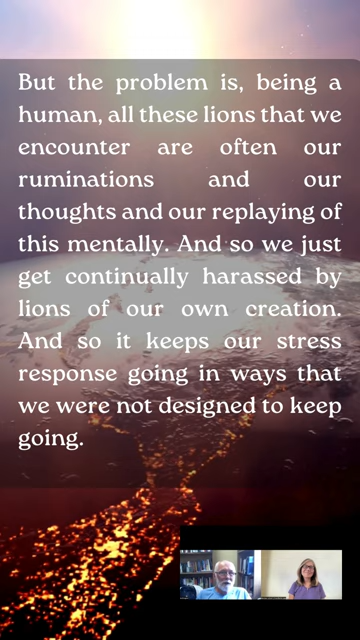 But the problem is, being a
human, all these lions that we
encounter are often our
ruminations and our
thoughts and our replaying of
this mentally. And so we just
get continually harassed by
lions of our own creation.
And so it keeps our stress
response going in ways that
we were not designed to keep
going.